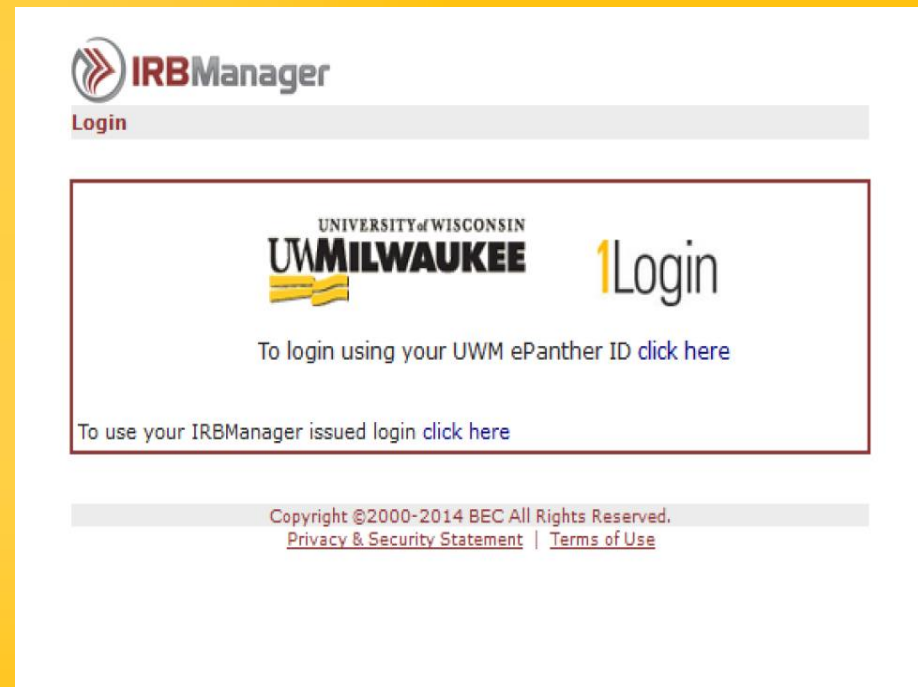 IRBManager
Login
UNIVERSITY of WISCONSIN
UWMILWAUKEE
1Login
To login using your UWM ePanther ID click here
To use your IRBManager issued login click here
Copyright ©2000-2014 BEC All Rights Reserved.
Privacy & Security Statement | Terms of Use